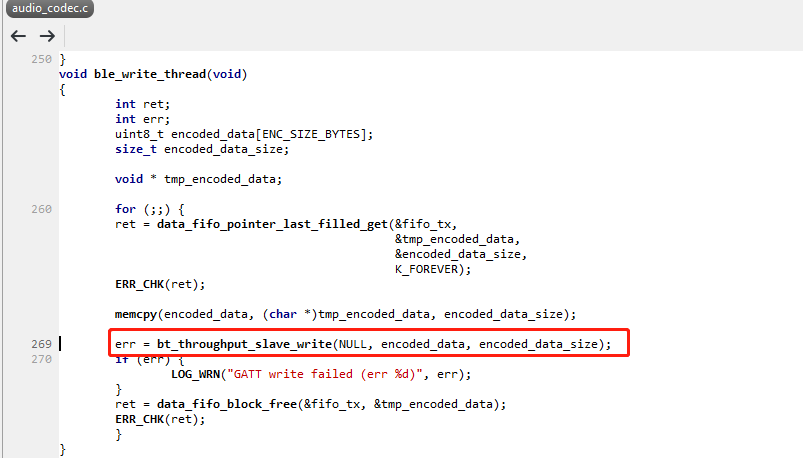 audio_codec.c
250 }
void ble_write_thread(void)
{
int ret;
int err;
uint8_t encoded_data[ENC_SIZE_BYTES];
size_t encoded_data_size;
void * tmp_encoded_data;
260 for (;;) {
ret = data_fifo_pointer_last_filled_get(&fifo_tx,
&tmp_encoded_data,
&encoded_data_size,
K_FOREVER);
ERR_CHK(ret);
memcpy(encoded_data, (char *)tmp_encoded_data, encoded_data_size);
269 err = bt_throughput_slave_write(NULL, encoded_data, encoded_data_size);
270 if (err) {
LOG_WRN("GATT write failed (err %d)", err);
}
ret = data_fifo_block_free(&fifo_tx, &tmp_encoded_data);
ERR_CHK(ret);
}
}